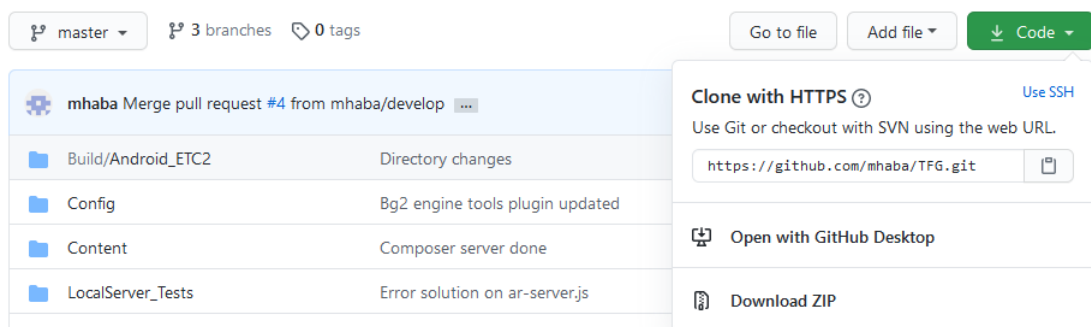 master 3 branches 0 tags Go to file Add file Code
mhaba Merge pull request #4 from mhaba/develop ...
Build/Android_ETC2 Directory changes
Config Bg2 engine tools plugin updated
Content Composer server done
LocalServer_Tests Error solution on ar-server.js
Clone with HTTPS ? Use SSH
Use Git or checkout with SVN using the web URL.
https://github.com/mhaba/TFG.git
Open with GitHub Desktop
Download ZIP